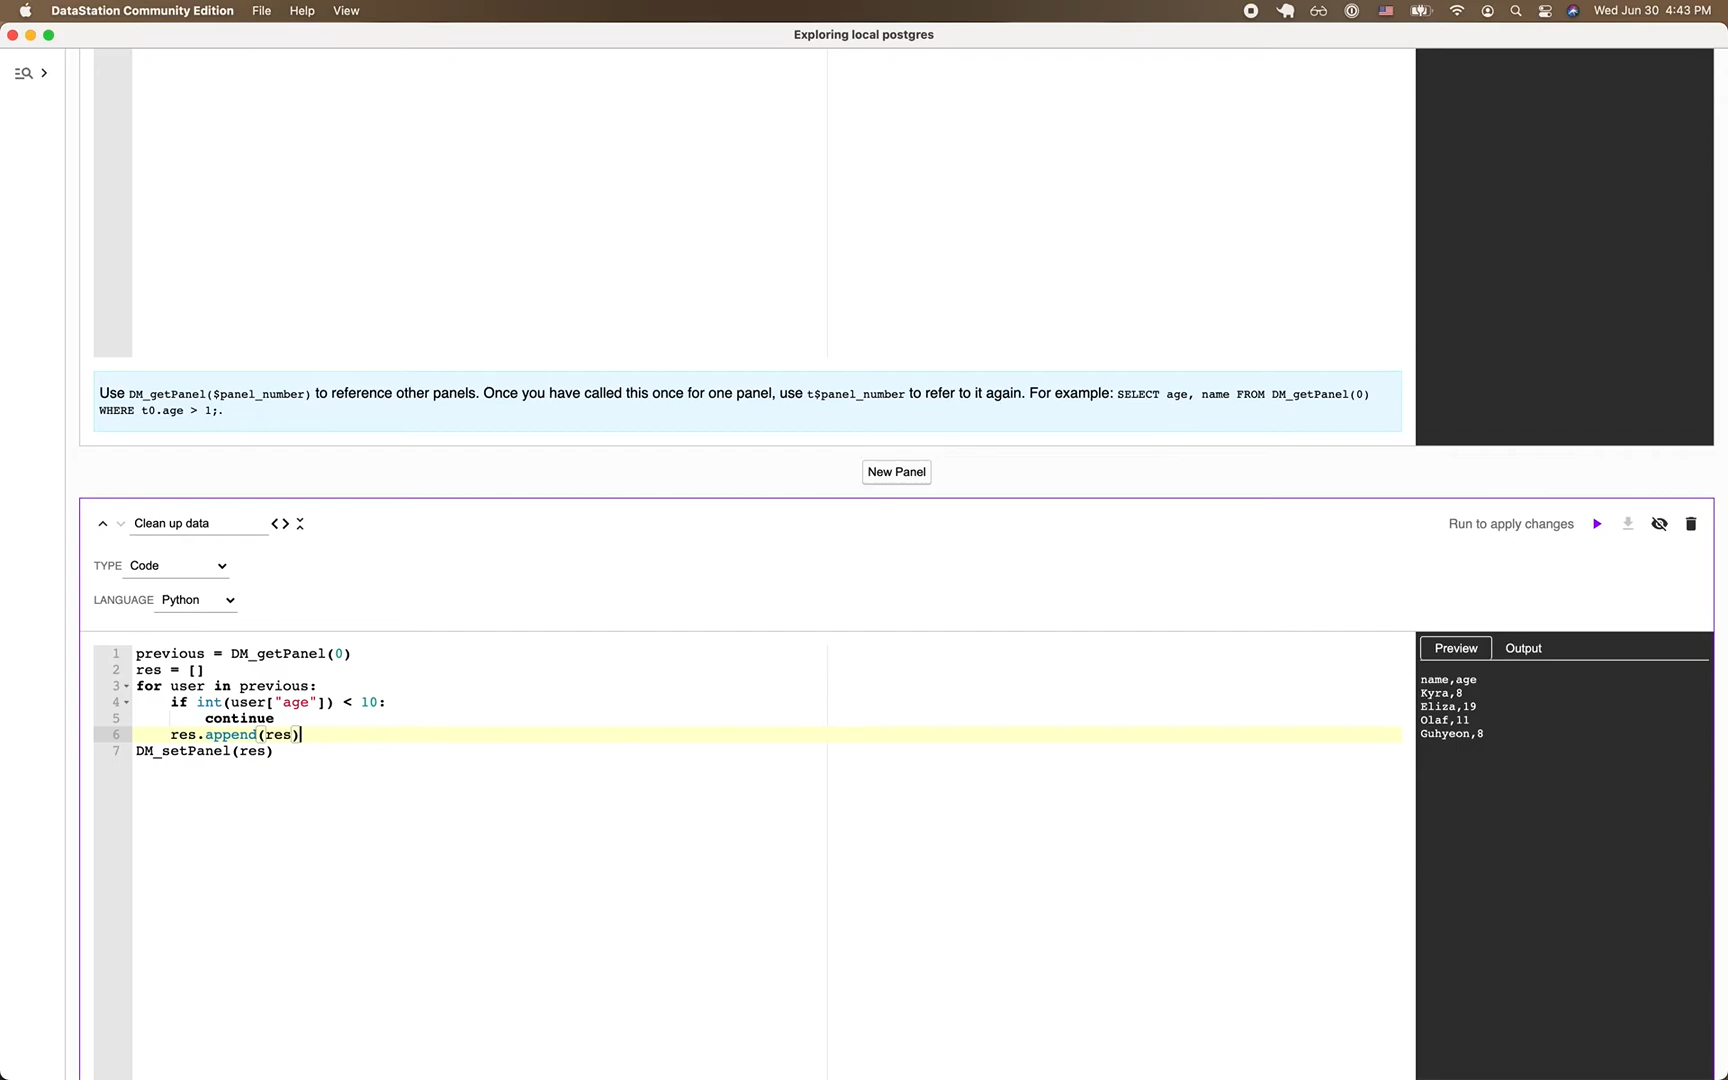 DataStation Community Edition File Help View Wed Jun 30 4:43 PM
Exploring local postgres
Use DM_getPanel($panel_number) to reference other panels. Once you have called this once for one panel, use t$panel_number to refer to it again. For example: SELECT age, name FROM DM_getPanel(0)
WHERE t0.age > 1;.
New Panel
Clean up data
Run to apply changes
TYPE Code
LANGUAGE Python
1 previous = DM_getPanel(0)
2 res = []
3 for user in previous:
4 if int(user["age"]) < 10:
5 continue
6 res.append(res)
7 DM_setPanel(res)
Preview Output
name,age
Kyra,8
Eliza,19
Olaf,11
Guhyeon,8